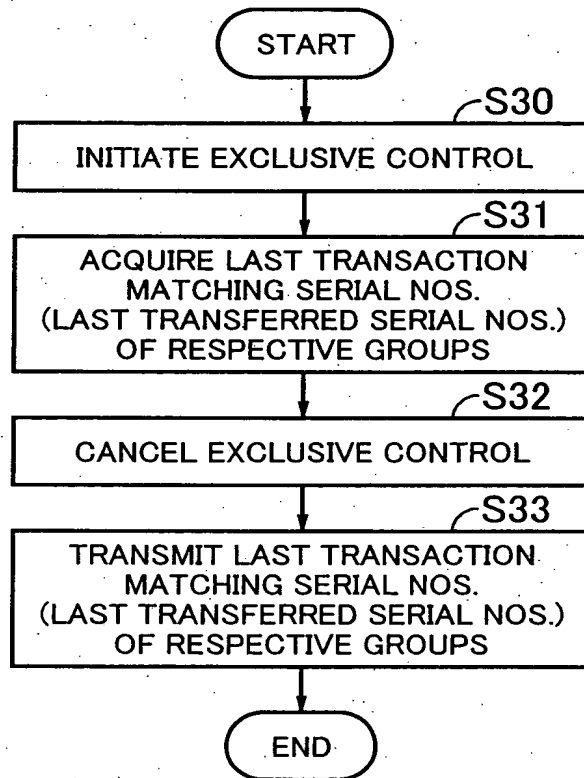 START
S30
INITIATE EXCLUSIVE CONTROL
S31
ACQUIRE LAST TRANSACTION
MATCHING SERIAL NOS.
(LAST TRANSFERRED SERIAL NOS.)
OF RESPECTIVE GROUPS
S32
CANCEL EXCLUSIVE CONTROL
S33
TRANSMIT LAST TRANSACTION
MATCHING SERIAL NOS.
(LAST TRANSFERRED SERIAL NOS.)
OF RESPECTIVE GROUPS
END